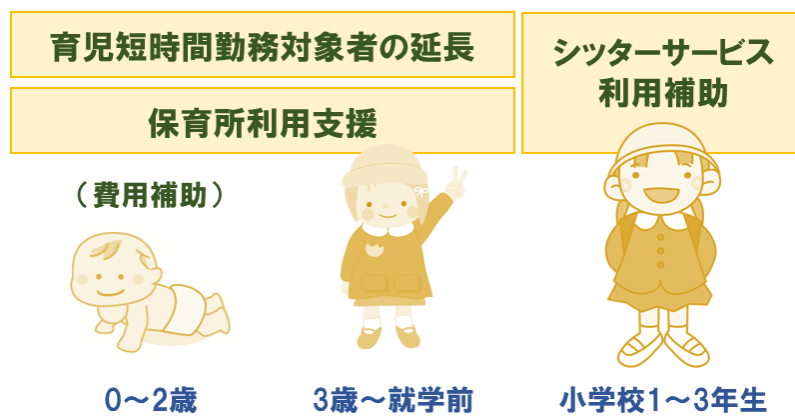 育児短時間勤務対象者の延長
保育所利用支援
シッターサービス
利用補助
（費用補助）
0～2歳
3歳～就学前
小学校1～3年生